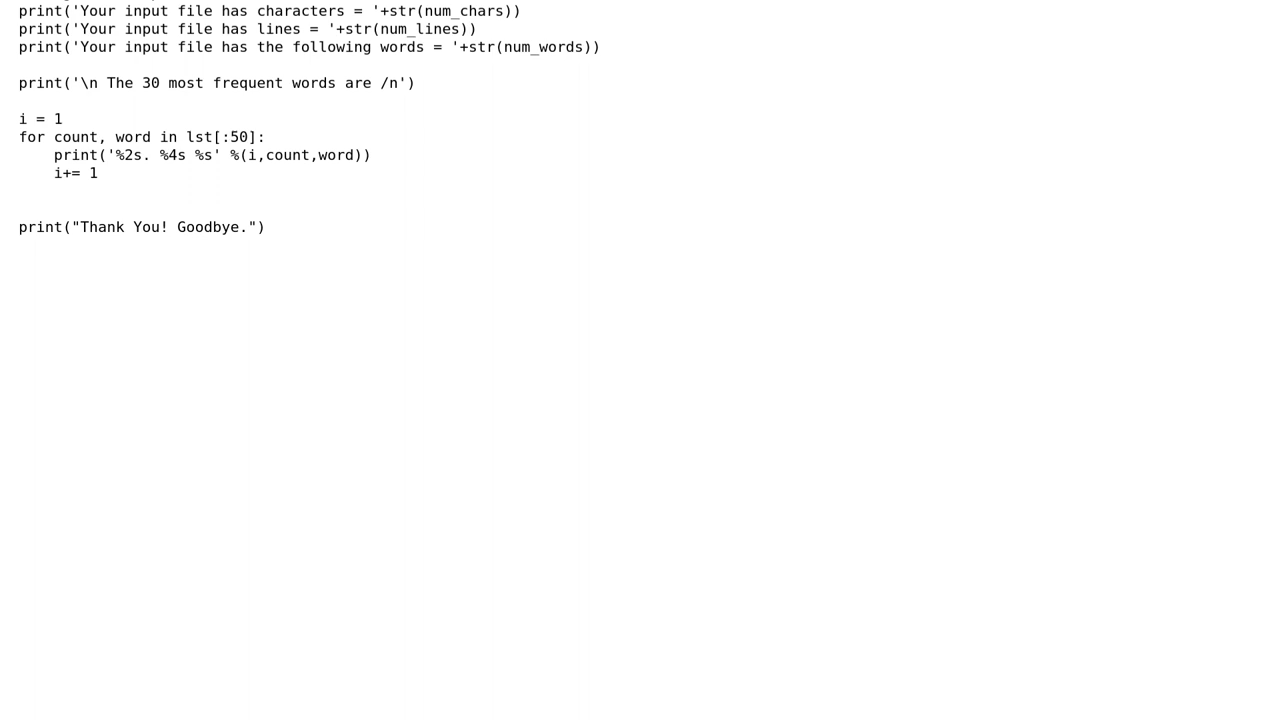 print('Your input file has characters = '+str(num_chars))
print('Your input file has lines = '+str(num_lines))
print('Your input file has the following words = '+str(num_words))
print('\n The 30 most frequent words are /n')
i = 1
for count, word in lst[:50]:
    print('%2s. %4s %s' %(i,count,word))
    i+= 1
print("Thank You! Goodbye.")